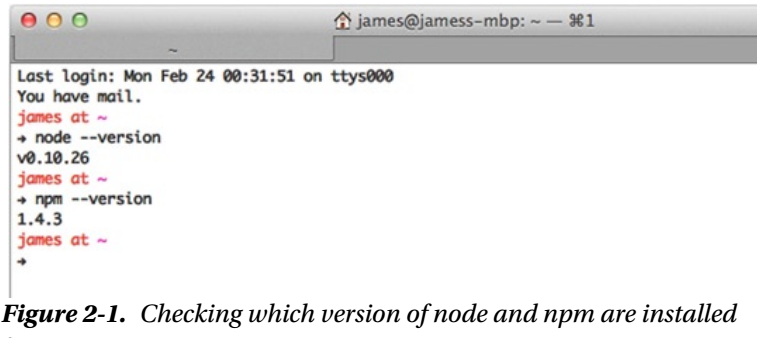 james@jamess-mbp: ~ — ⌘1
~
Last login: Mon Feb 24 00:31:51 on ttys000
You have mail.
james at ~
→ node --version
v0.10.26
james at ~
→ npm --version
1.4.3
james at ~
→
Figure 2-1. Checking which version of node and npm are installed